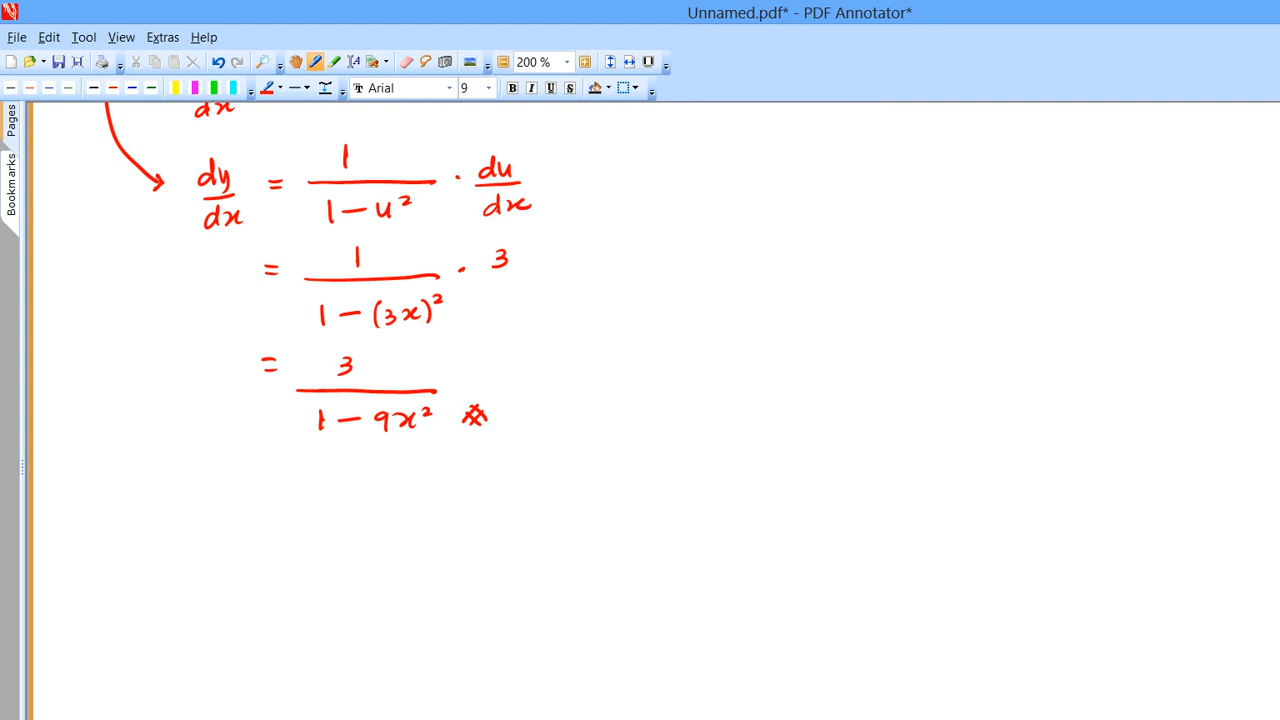 Unnamed.pdf* - PDF Annotator*
File Edit Tool View Extras Help
200 %
Arial 9 B I U S
Pages
Bookmarks
dx
dy/dx = 1/(1 - u²) · du/dx
= 1/(1 - (3x)²) · 3
= 3/(1 - 9x²) #